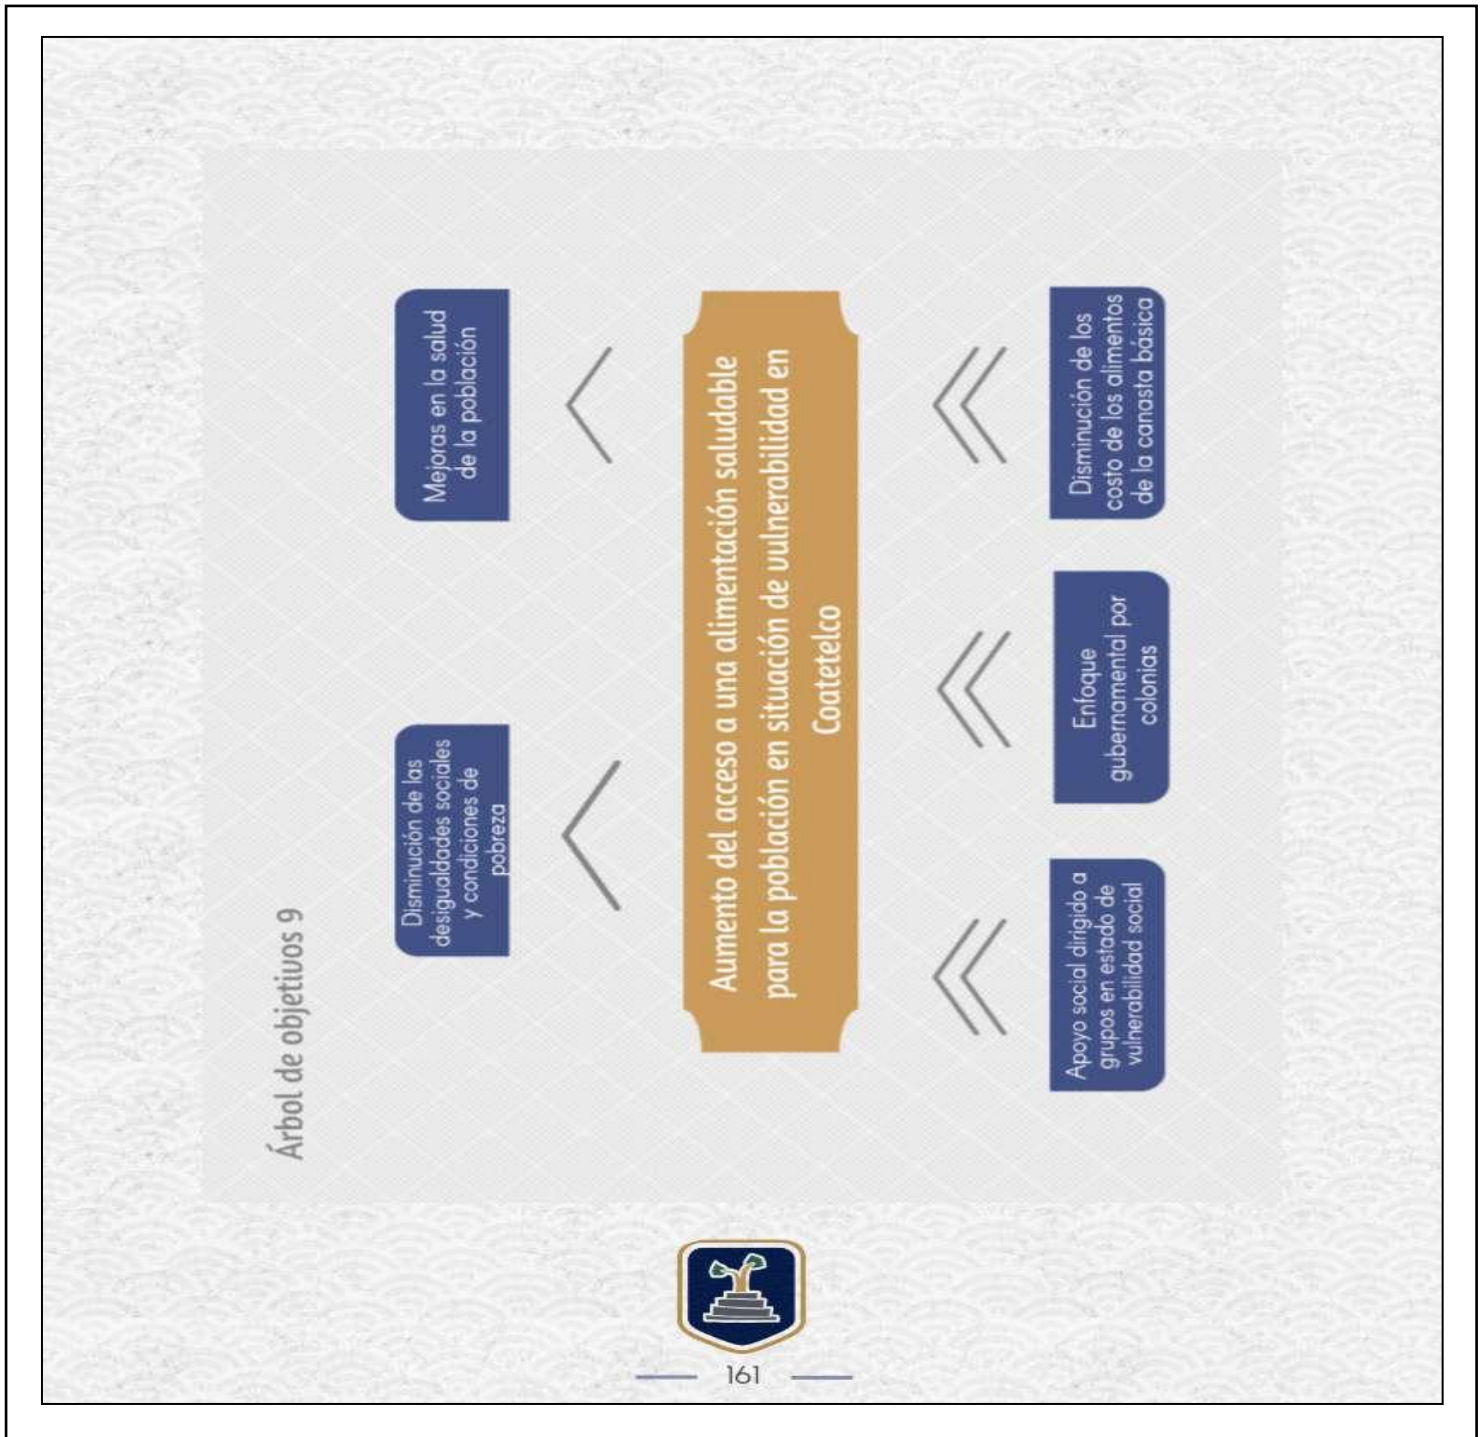 Árbol de objetivos 9
Disminución de las
desigualdades sociales
y condiciones de
pobreza
Mejoras en la salud
de la población
Aumento del acceso a una alimentación saludable
para la población en situación de vulnerabilidad en
Coatetelco
Apoyo social dirigido a
grupos en estado de
vulnerabilidad social
Enfoque
gubernamental por
colonias
Disminución de los
costo de los alimentos
de la canasta básica
161